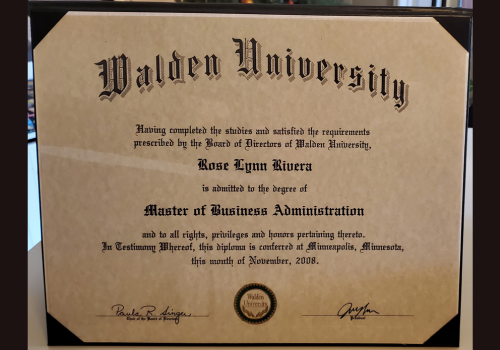 Walden University
Having completed the studies and satisfied the requirements
prescribed by the Board of Directors of Walden University,
Rose Lynn Rivera
is admitted to the degree of
Master of Business Administration
and to all rights, privileges and honors pertaining thereto.
In Testimony Whereof, this diploma is conferred at Minneapolis, Minnesota,
this month of November, 2008.
Paula R. Singer
Walden
University
President